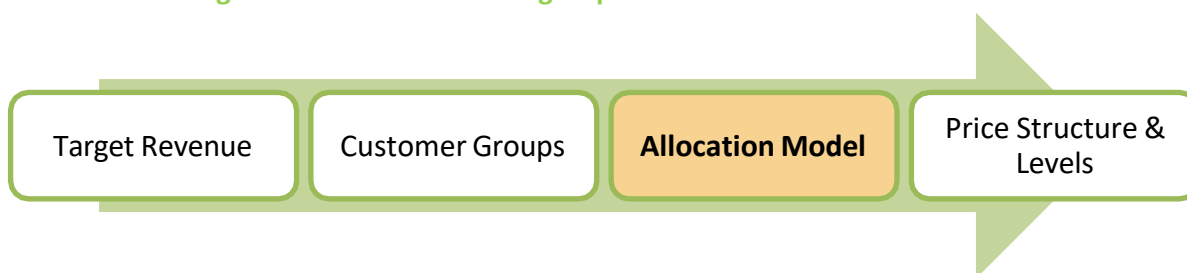 Target Revenue
Customer Groups
Allocation Model
Price Structure &
Levels